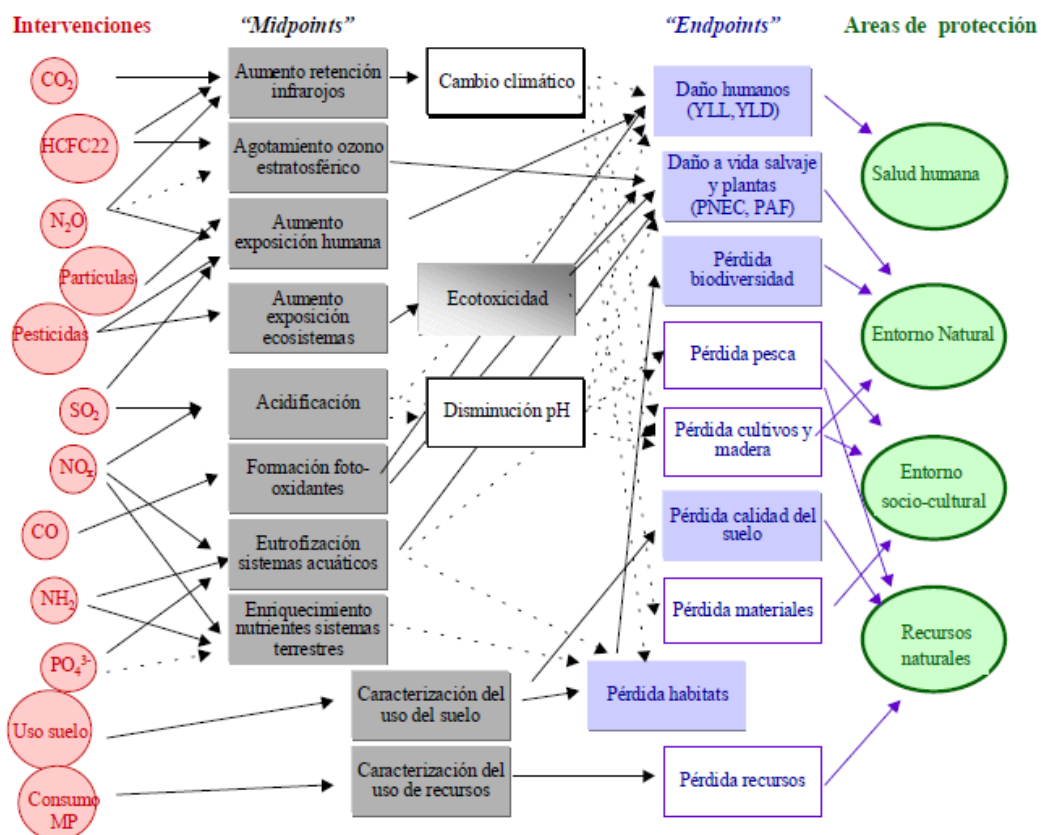 Intervenciones
“Midpoints”
“Endpoints”
Areas de protección
CO2
HCFC22
N2O
Partículas
Pesticidas
SO2
NOx
CO
NH2
PO43-
Uso suelo
Consumo
MP
Aumento retención
infrarojos
Agotamiento ozono
estratosférico
Aumento
exposición humana
Aumento
exposición
ecosistemas
Acidificación
Formación foto-
oxidantes
Eutrofización
sistemas acuáticos
Enriquecimiento
nutrientes sistemas
terrestres
Caracterización del
uso del suelo
Caracterización del
uso de recursos
Cambio climático
Ecotoxicidad
Disminución pH
Daño humanos
(YLL,YLD)
Daño a vida salvaje
y plantas
(PNEC, PAF)
Pérdida
biodiversidad
Pérdida pesca
Pérdida cultivos y
madera
Pérdida calidad del
suelo
Pérdida materiales
Pérdida habitats
Pérdida recursos
Salud humana
Entorno Natural
Entorno
socio-cultural
Recursos
naturales